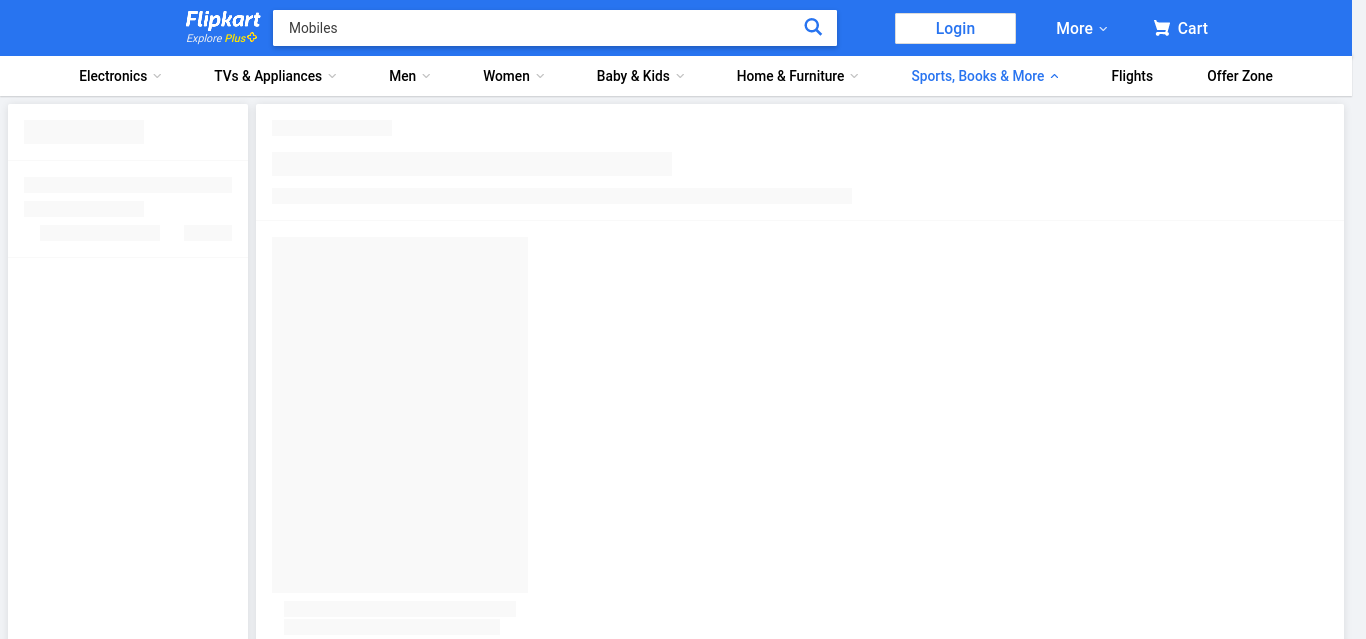 Flipkart
Explore Plus
Mobiles
Login
More
Cart
Electronics
TVs & Appliances
Men
Women
Baby & Kids
Home & Furniture
Sports, Books & More
Flights
Offer Zone